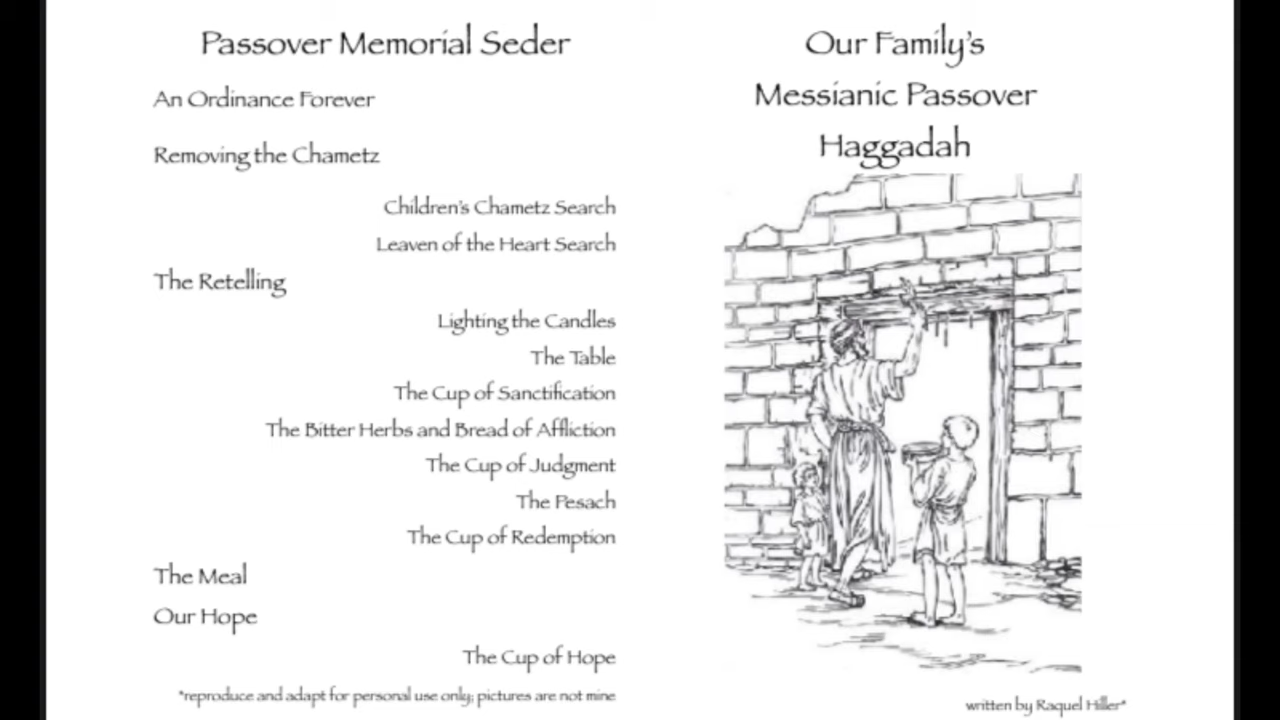 Passover Memorial Seder
An Ordinance Forever
Removing the Chametz
Children's Chametz Search
Leaven of the Heart Search
The Retelling
Lighting the Candles
The Table
The Cup of Sanctification
The Bitter Herbs and Bread of Affliction
The Cup of Judgment
The Pesach
The Cup of Redemption
The Meal
Our Hope
The Cup of Hope
*reproduce and adapt for personal use only; pictures are not mine
Our Family's
Messianic Passover
Haggadah
written by Raquel Hiller*